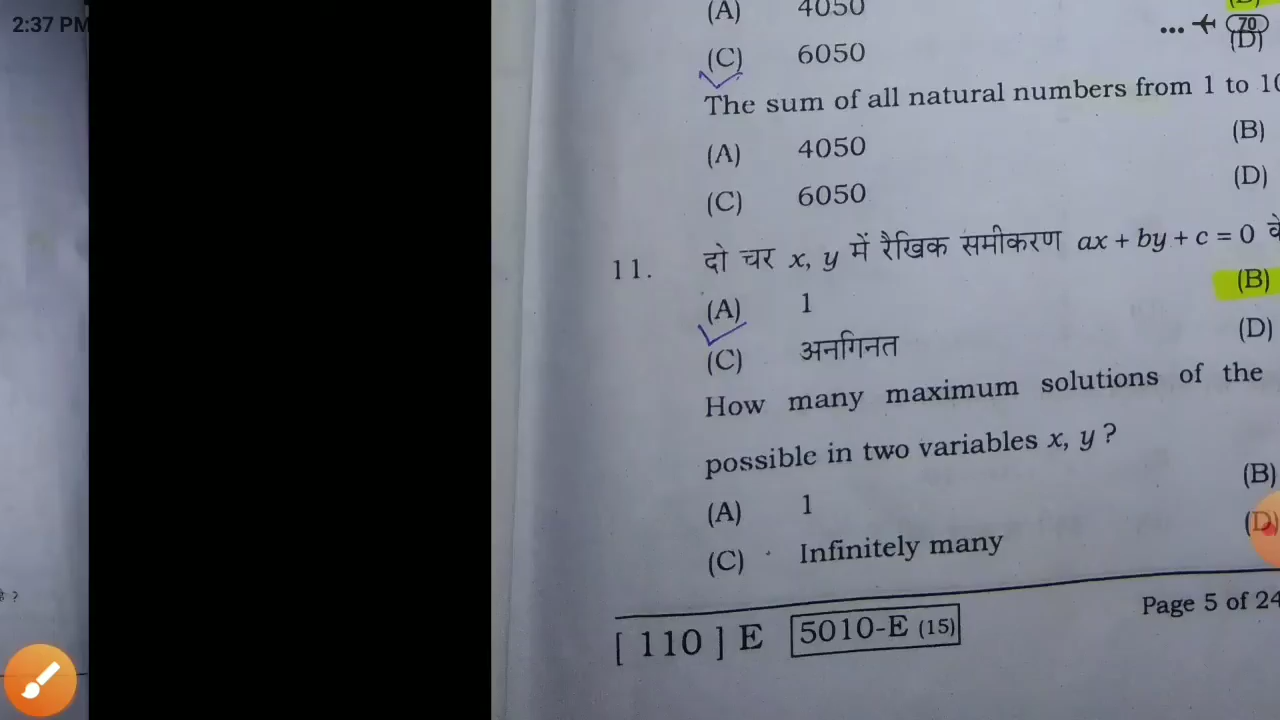 2:37 PM
70
(A) 4050
(D)
(C) 6050
The sum of all natural numbers from 1 to
(A) 4050 (B)
(C) 6050 (D)
11. दो चर x, y में रैखिक समीकरण ax + by + c = 0
(A) 1 (B)
(C) अनगिनत (D)
How many maximum solutions of the
possible in two variables x, y ?
(A) 1 (B)
(C) Infinitely many (D)
[ 110 ] E 5010-E (15) Page 5 of 24
?